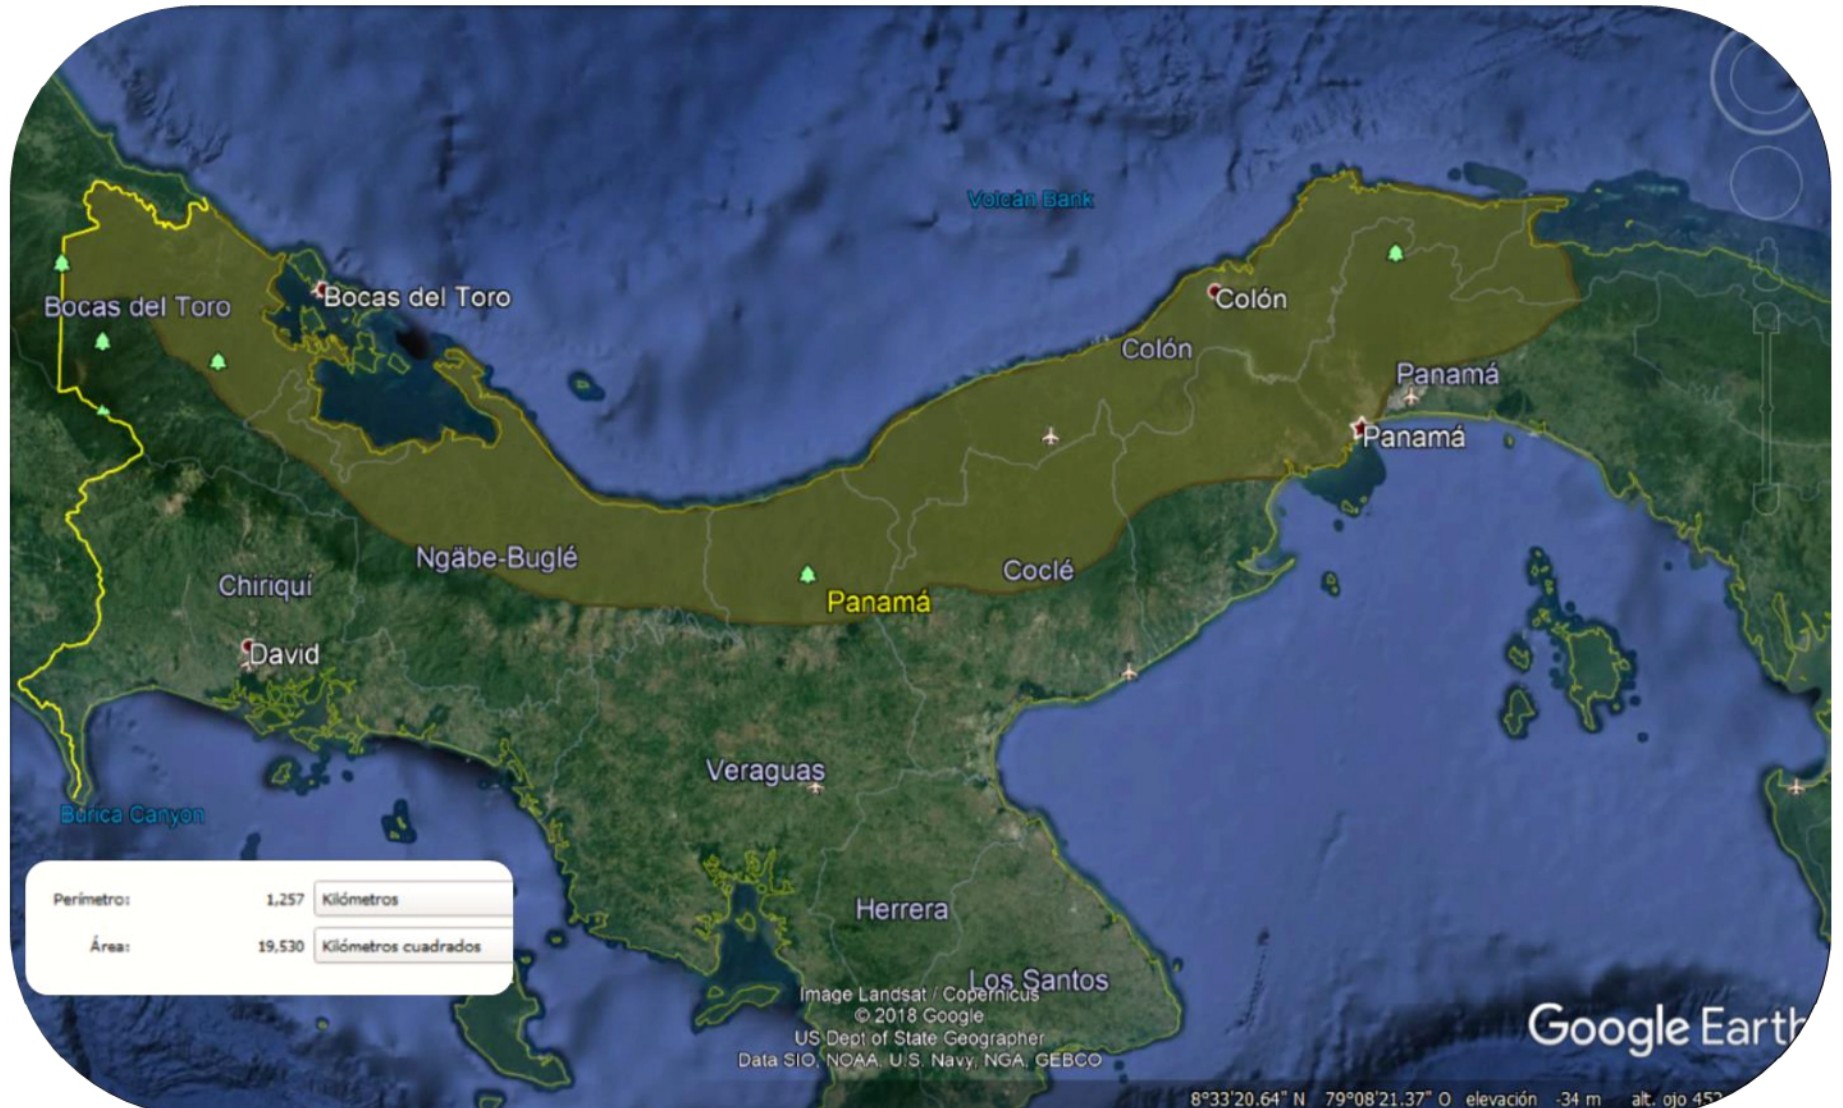 Volcán Bank
Bocas del Toro
Bocas del Toro
Colón
Colón
Panamá
Panamá
Ngäbe-Buglé
Coclé
Chiriquí
Panamá
David
Veraguas
Burica Canyon
Perímetro: 1,257 Kilómetros
Área: 19,530 Kilómetros cuadrados
Herrera
Los Santos
Image Landsat / Copernicus
© 2018 Google
US Dept of State Geographer
Data SIO, NOAA, U.S. Navy, NGA, GEBCO
Google Earth
8°33'20.64" N 79°08'21.37" O elevación -34 m alt. ojo 452